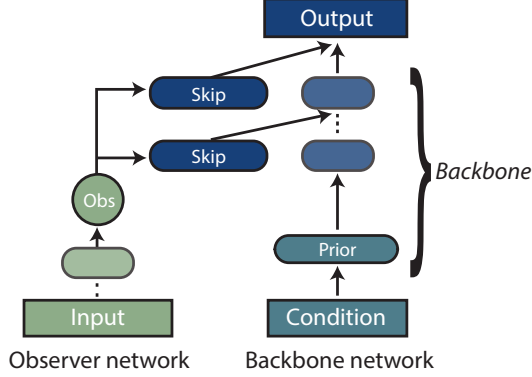 Output
Skip
Skip
Backbone
Obs
Prior
Input
Condition
Observer network
Backbone network